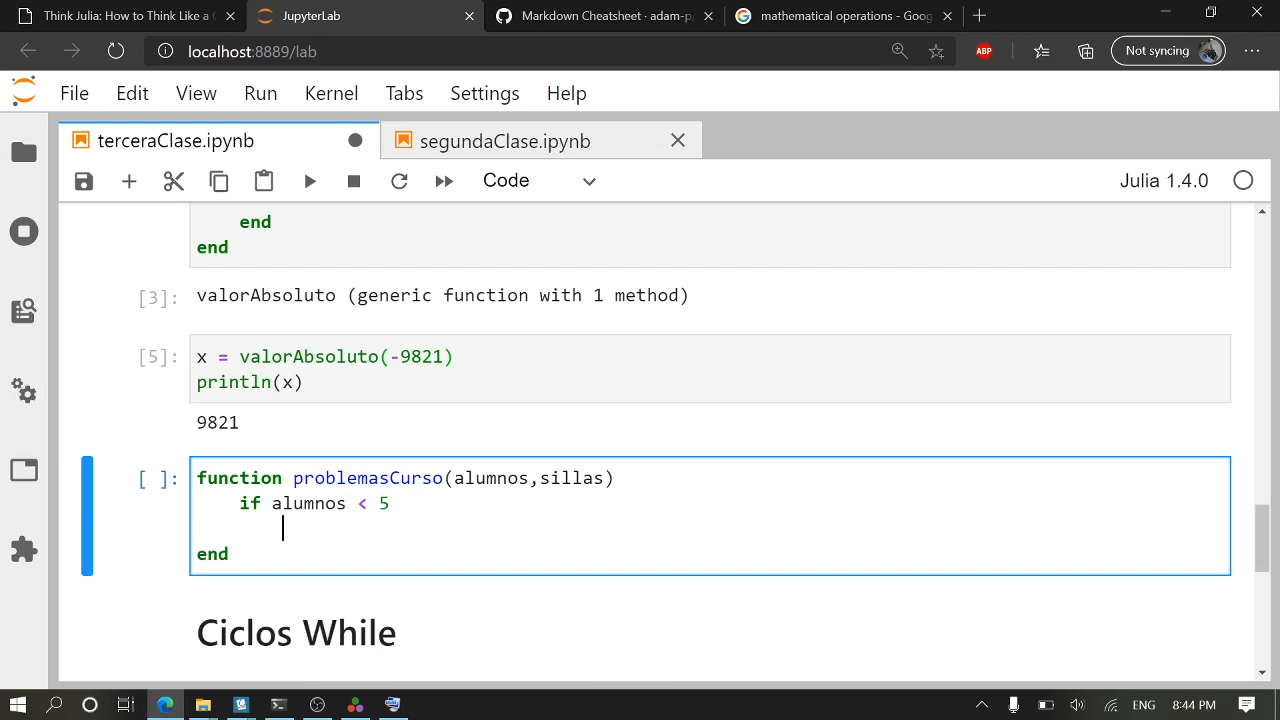 Think Julia: How to Think Like a C
JupyterLab
Markdown Cheatsheet · adam-p
mathematical operations - Goog
localhost:8889/lab
ABP
Not syncing
File Edit View Run Kernel Tabs Settings Help
terceraClase.ipynb
segundaClase.ipynb
Code
Julia 1.4.0
end
end
[3]: valorAbsoluto (generic function with 1 method)
[5]: x = valorAbsoluto(-9821)
println(x)
9821
[ ]: function problemasCurso(alumnos,sillas)
if alumnos < 5
end
Ciclos While
ENG 8:44 PM